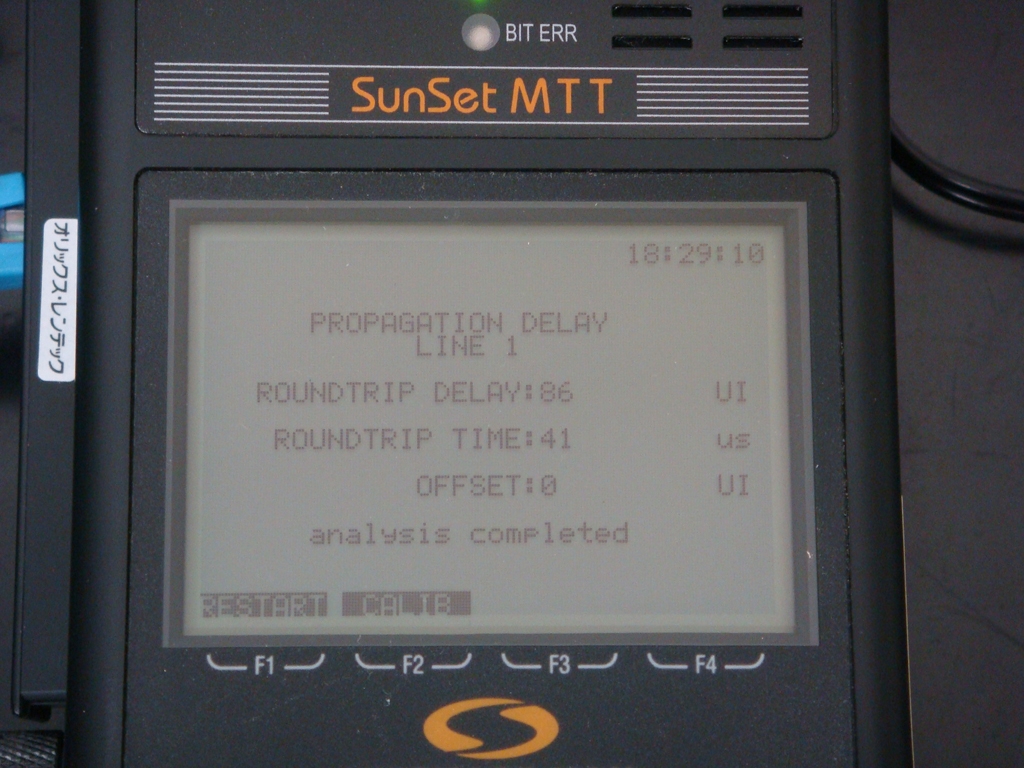 BIT ERR
SunSet MTT
オリックス・レンテック
18:29:10
PROPAGATION DELAY
LINE 1
ROUNDTRIP DELAY:86 UI
ROUNDTRIP TIME:41 us
OFFSET:0 UI
analysis completed
RESTART CALIB
F1 F2 F3 F4